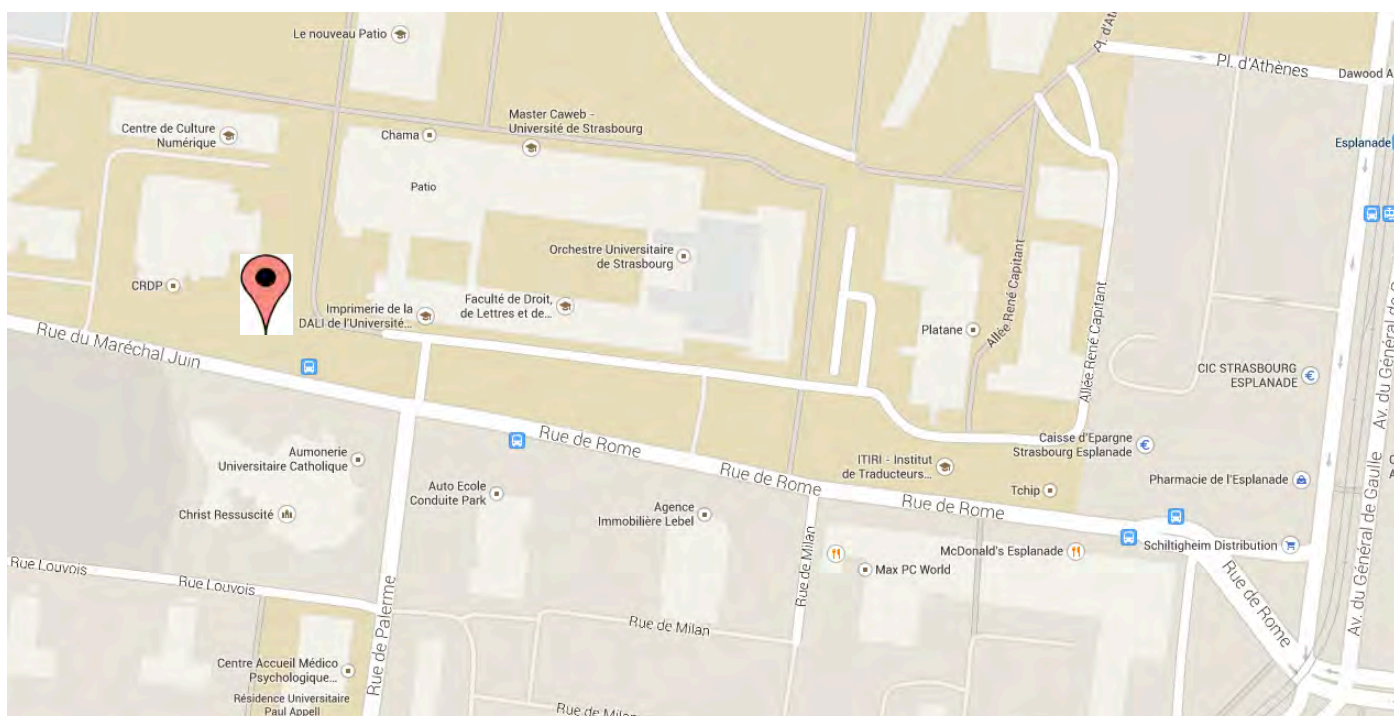 Le nouveau Patio
Pl. d'At
Pl. d'Athènes
Dawood A
Master Caweb -
Université de Strasbourg
Centre de Culture
Numérique
Chama
Esplanade
Patio
Orchestre Universitaire
de Strasbourg
Allée René Capitant
Allée René Capitant
CRDP
Faculté de Droit,
de Lettres et de...
Imprimerie de la
DALI de l'Université...
Platane
Rue du Maréchal Juin
CIC STRASBOURG
ESPLANADE
Av. du Général de Gaulle
Av. du Général de G
Rue de Rome
Caisse d'Epargne
Strasbourg Esplanade
Aumonerie
Universitaire Catholique
ITIRI - Institut
de Traducteurs...
Rue de Rome
Pharmacie de l'Esplanade
Auto Ecole
Conduite Park
Tchip
Rue de Rome
Christ Ressuscité
Agence
Immobilière Lebel
McDonald's Esplanade
Schiltigheim Distribution
Rue de Milan
Max PC World
Rue Louvois
Rue Louvois
Rue de Rome
Rue de Palerme
Rue de Milan
Centre Accueil Médico
Psychologique...
Résidence Universitaire
Paul Appell
Rue de Milan